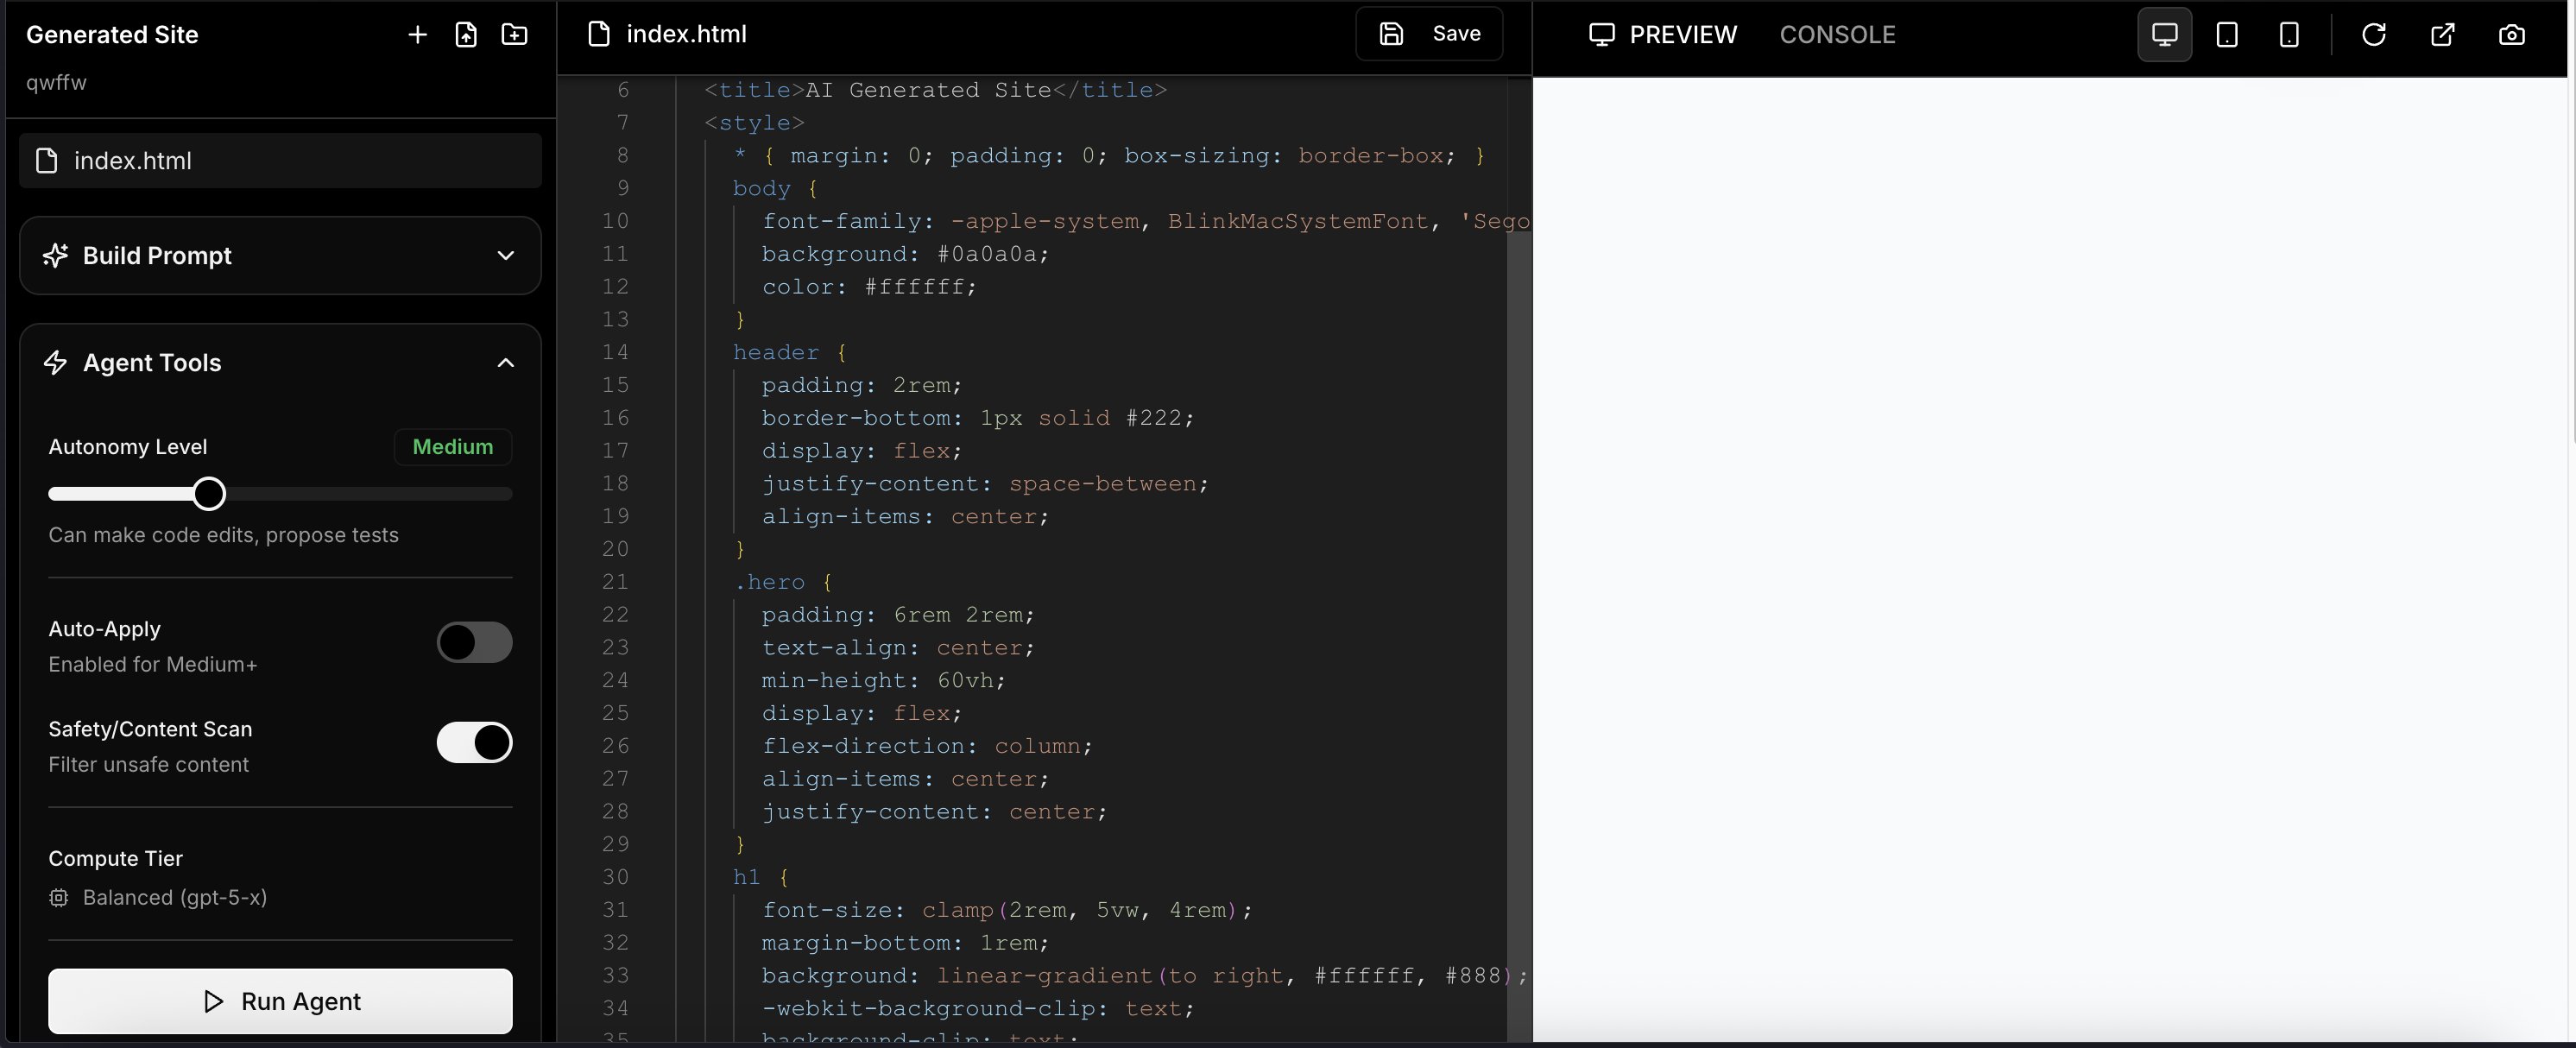 Generated Site
qwffw
index.html
Build Prompt
Agent Tools
Autonomy Level
Medium
Can make code edits, propose tests
Auto-Apply
Enabled for Medium+
Safety/Content Scan
Filter unsafe content
Compute Tier
Balanced (gpt-5-x)
Run Agent
index.html
Save
6 <title>AI Generated Site</title>
7 <style>
8 * { margin: 0; padding: 0; box-sizing: border-box; }
9 body {
10 font-family: -apple-system, BlinkMacSystemFont, 'Sego
11 background: #0a0a0a;
12 color: #ffffff;
13 }
14 header {
15 padding: 2rem;
16 border-bottom: 1px solid #222;
17 display: flex;
18 justify-content: space-between;
19 align-items: center;
20 }
21 .hero {
22 padding: 6rem 2rem;
23 text-align: center;
24 min-height: 60vh;
25 display: flex;
26 flex-direction: column;
27 align-items: center;
28 justify-content: center;
29 }
30 h1 {
31 font-size: clamp(2rem, 5vw, 4rem);
32 margin-bottom: 1rem;
33 background: linear-gradient(to right, #ffffff, #888);
34 -webkit-background-clip: text;
35 background-clip: text;
PREVIEW
CONSOLE